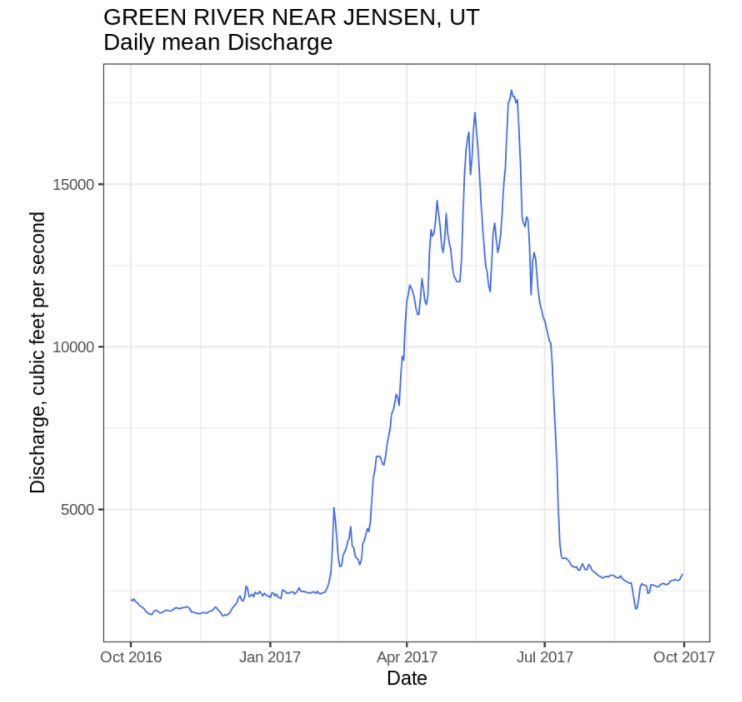 GREEN RIVER NEAR JENSEN, UT
Daily mean Discharge
Discharge, cubic feet per second
15000
10000
5000
Oct 2016 Jan 2017 Apr 2017 Jul 2017 Oct 2017
Date